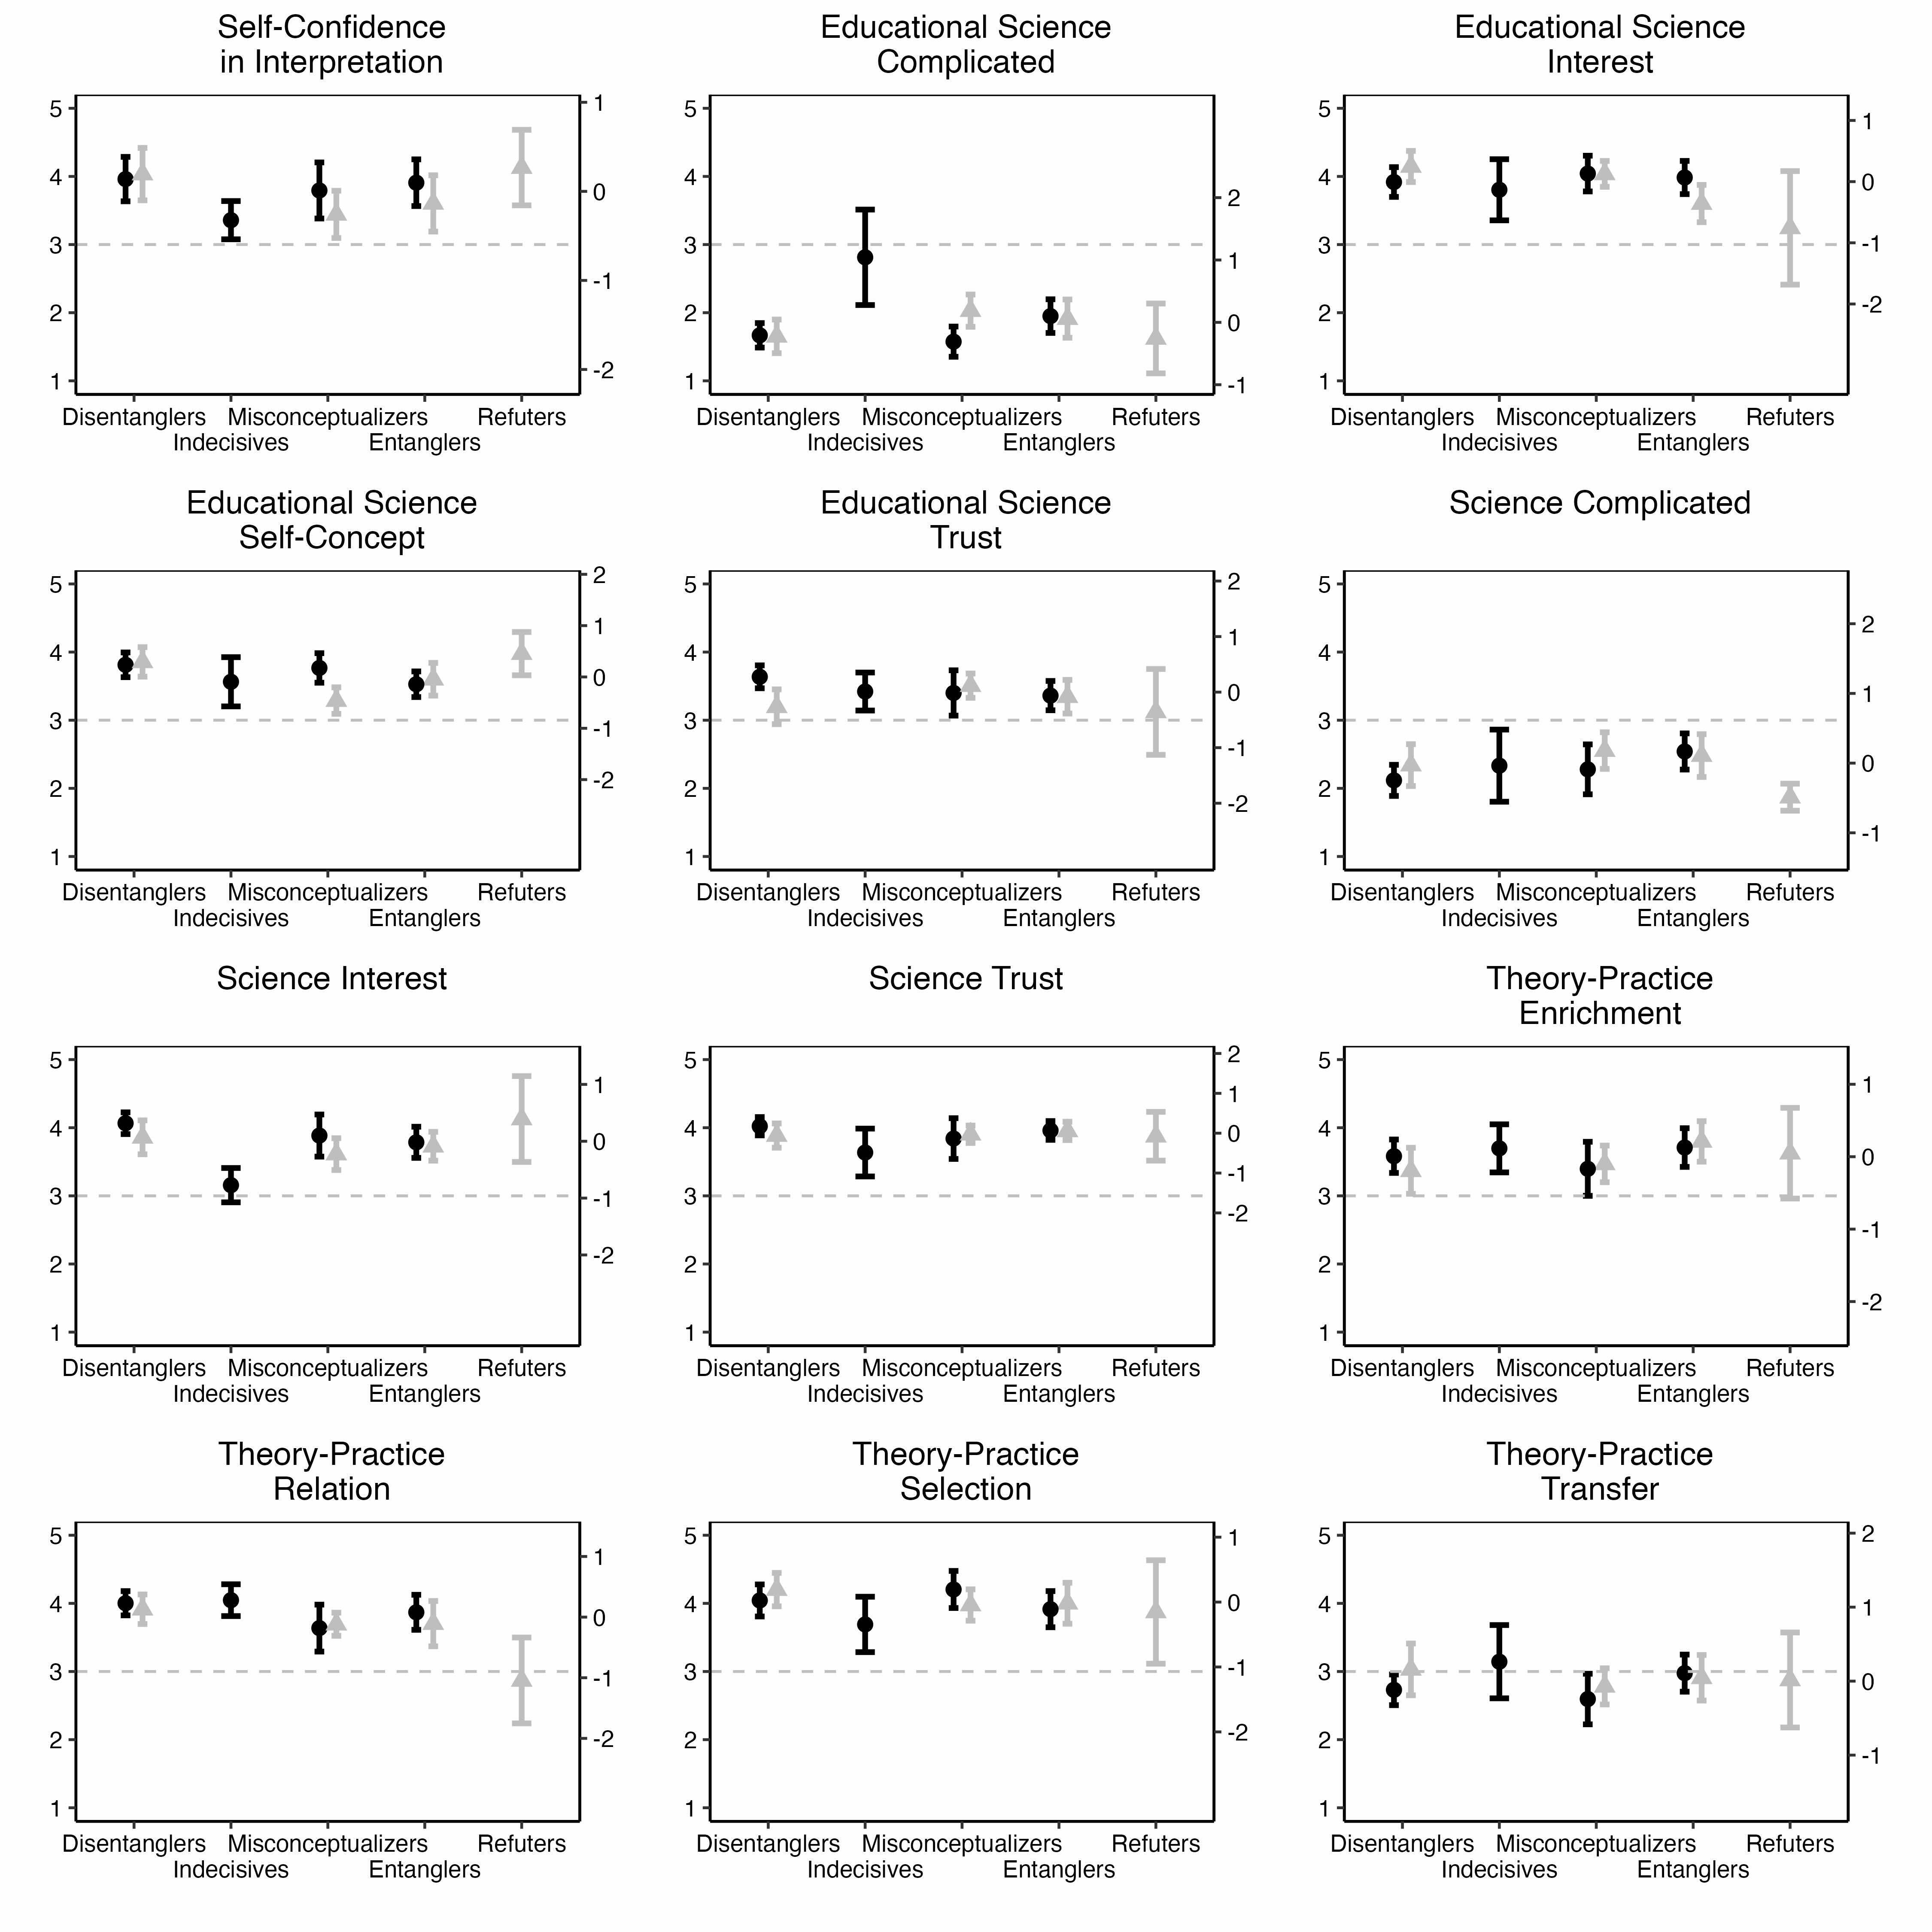 Self-Confidence
in Interpretation
5
4
3
2
1
1
0
-1
-2
Disentanglers Misconceptualizers Refuters
Indecisives Entanglers
Educational Science
Complicated
5
4
3
2
1
2
1
0
-1
Disentanglers Misconceptualizers Refuters
Indecisives Entanglers
Educational Science
Interest
5
4
3
2
1
1
0
-1
-2
Disentanglers Misconceptualizers Refuters
Indecisives Entanglers
Educational Science
Self-Concept
5
4
3
2
1
2
1
0
-1
-2
Disentanglers Misconceptualizers Refuters
Indecisives Entanglers
Educational Science
Trust
5
4
3
2
1
2
1
0
-1
-2
Disentanglers Misconceptualizers Refuters
Indecisives Entanglers
Science Complicated
5
4
3
2
1
2
1
0
-1
Disentanglers Misconceptualizers Refuters
Indecisives Entanglers
Science Interest
5
4
3
2
1
1
0
-1
-2
Disentanglers Misconceptualizers Refuters
Indecisives Entanglers
Science Trust
5
4
3
2
1
2
1
0
-1
-2
Disentanglers Misconceptualizers Refuters
Indecisives Entanglers
Theory-Practice
Enrichment
5
4
3
2
1
1
0
-1
-2
Disentanglers Misconceptualizers Refuters
Indecisives Entanglers
Theory-Practice
Relation
5
4
3
2
1
1
0
-1
-2
Disentanglers Misconceptualizers Refuters
Indecisives Entanglers
Theory-Practice
Selection
5
4
3
2
1
1
0
-1
-2
Disentanglers Misconceptualizers Refuters
Indecisives Entanglers
Theory-Practice
Transfer
5
4
3
2
1
2
1
0
-1
Disentanglers Misconceptualizers Refuters
Indecisives Entanglers